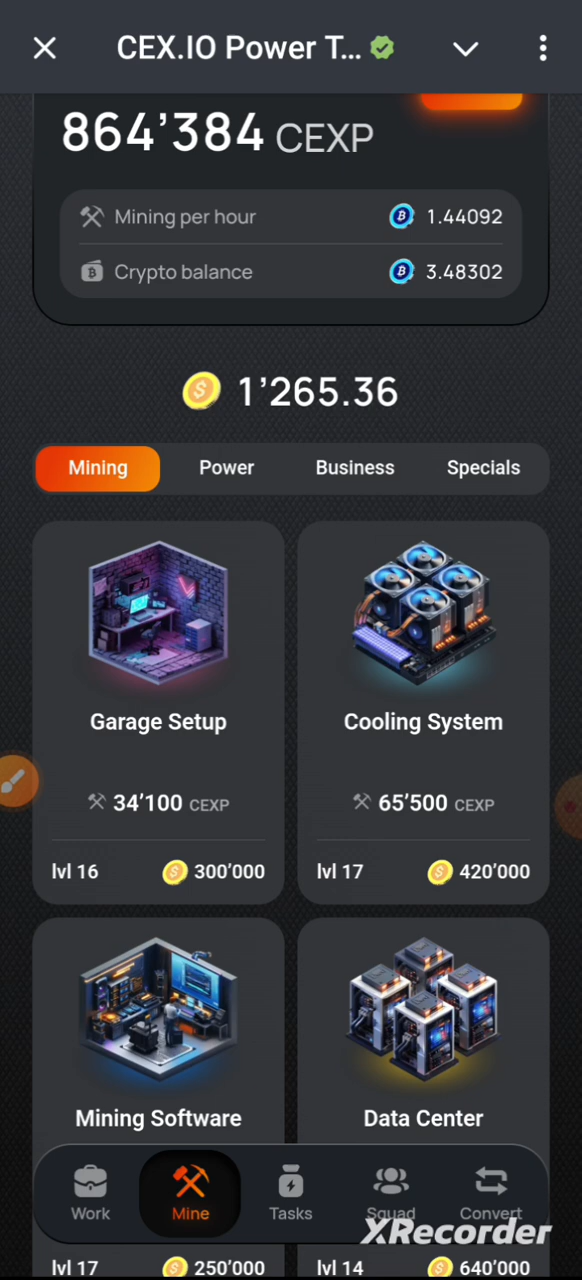 CEX.IO Power T...
864’384 CEXP
Mining per hour 1.44092
Crypto balance 3.48302
1’265.36
Mining Power Business Specials
Garage Setup
34’100 CEXP
lvl 16 300’000
Cooling System
65’500 CEXP
lvl 17 420’000
Mining Software
lvl 17 250’000
Data Center
lvl 14 640’000
Work Mine Tasks Squad Convert
XRecorder